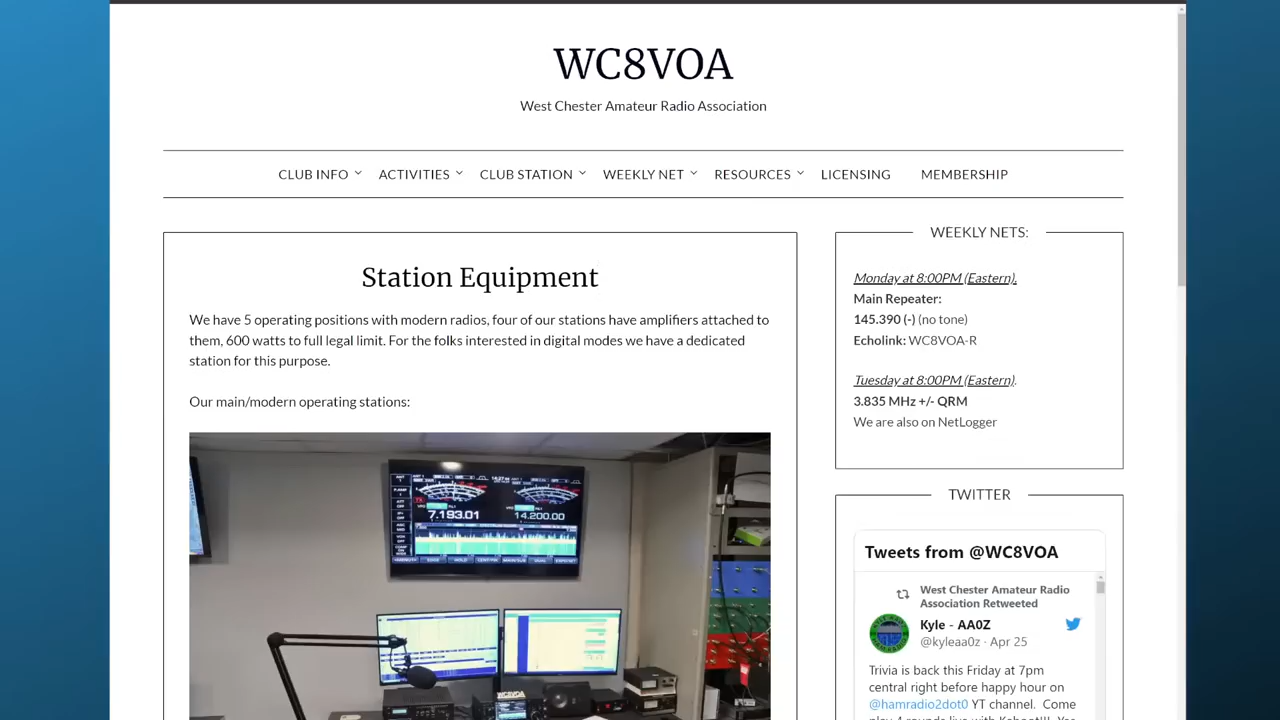 WC8VOA
West Chester Amateur Radio Association
CLUB INFO ACTIVITIES CLUB STATION WEEKLY NET RESOURCES LICENSING MEMBERSHIP
Station Equipment
We have 5 operating positions with modern radios, four of our stations have amplifiers attached to
them, 600 watts to full legal limit. For the folks interested in digital modes we have a dedicated
station for this purpose.
Our main/modern operating stations:
7.193.01
14.200.00
WC8VOA
WEEKLY NETS:
Monday at 8:00PM (Eastern).
Main Repeater:
145.390 (-) (no tone)
Echolink: WC8VOA-R
Tuesday at 8:00PM (Eastern).
3.835 MHz +/- QRM
We are also on NetLogger
TWITTER
Tweets from @WC8VOA
West Chester Amateur Radio
Association Retweeted
Kyle - AA0Z
@kyleaa0z · Apr 25
Trivia is back this Friday at 7pm
central right before happy hour on
@hamradio2dot0 YT channel. Come